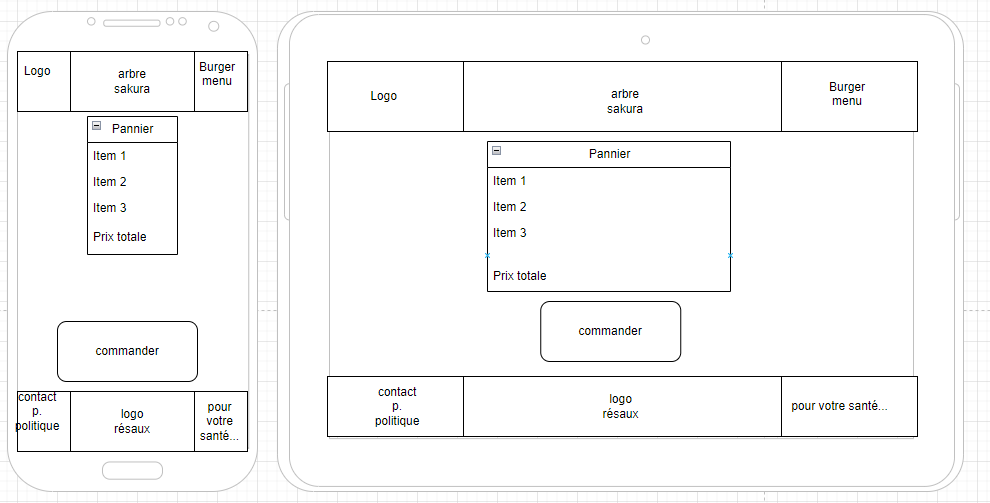 Logo
arbre
sakura
Burger
menu
Pannier
Item 1
Item 2
Item 3
Prix totale
commander
contact
p.
politique
logo
résaux
pour
votre
santé...
Logo
arbre
sakura
Burger
menu
Pannier
Item 1
Item 2
Item 3
Prix totale
commander
contact
p.
politique
logo
résaux
pour votre santé...